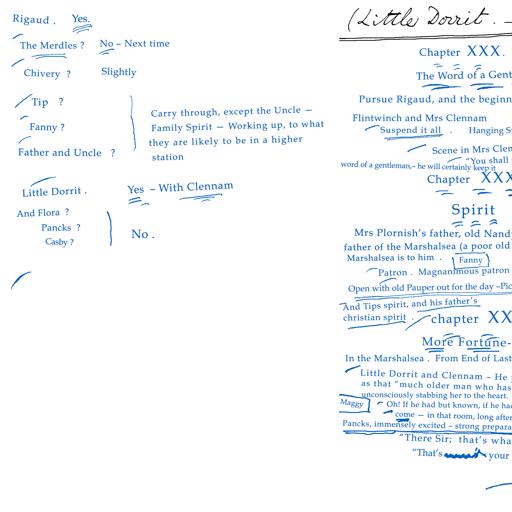 Rigaud . Yes.
The Merdles ? No – Next time
Chivery ? Slightly
Tip ?
Fanny ?
Father and Uncle ?
Carry through, except the Uncle —
Family Spirit — Working up, to what
they are likely to be in a higher
station
Little Dorrit . Yes – With Clennam
And Flora ?
Pancks ?
Casby ?
No .
(Little Dorrit. –
Chapter XXX.
The Word of a Gent
Pursue Rigaud, and the beginn
Flintwinch and Mrs Clennam
Suspend it all . Hanging S
Scene in Mrs Clen
"You shall
word of a gentleman,– he will certainly keep it
Chapter XXX
Spirit
Mrs Plornish's father, old Nand
father of the Marshalsea (a poor old
Marshalsea is to him . Fanny
Patron . Magnanimous patron
Open with old Pauper out for the day –Pic
And Tips spirit, and his father's
christian spirit .
chapter XX
More Fortune-
In the Marshalsea . From End of Last
Little Dorrit and Clennam – He
as that "much older man who has
unconsciously stabbing her to the heart.
Maggy Oh! If he had but known, if he had
come — in that room, long after
Pancks, immensely excited – strong prepara
"There Sir; that's wha
"That's your